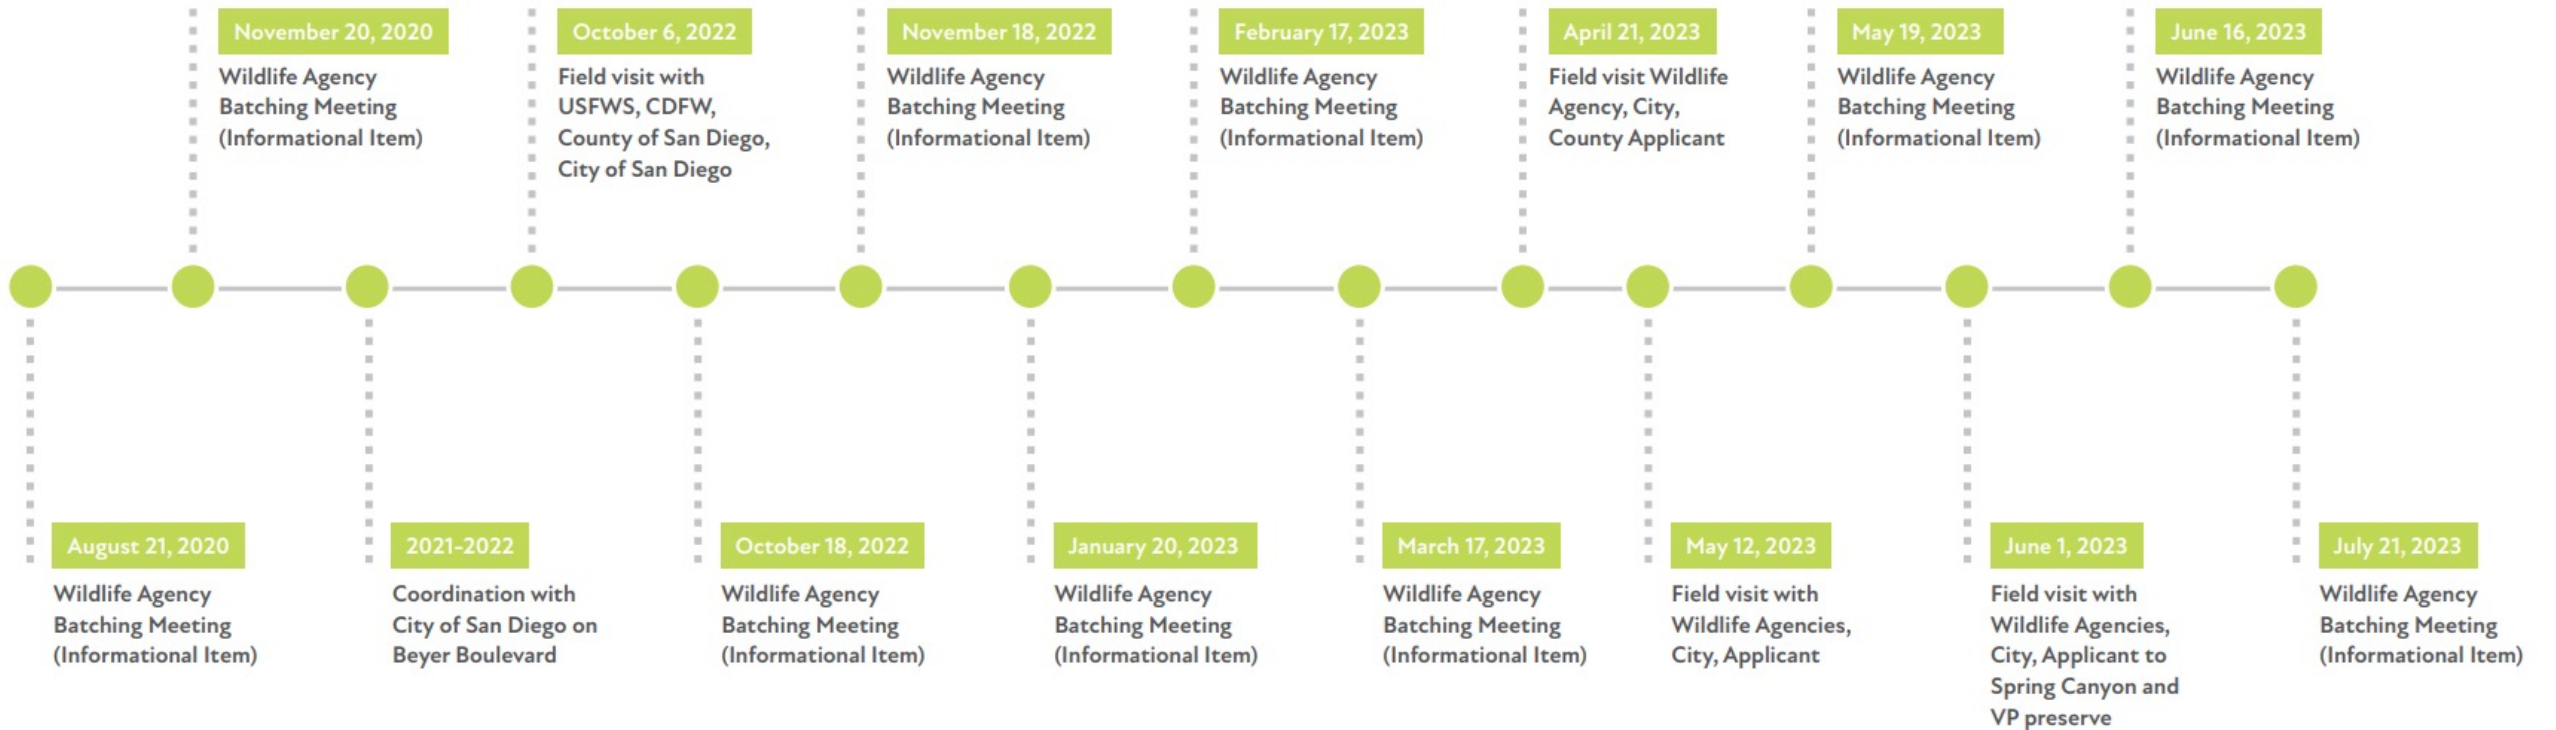 November 20, 2020
Wildlife Agency
Batching Meeting
(Informational Item)
October 6, 2022
Field visit with
USFWS, CDFW,
County of San Diego,
City of San Diego
November 18, 2022
Wildlife Agency
Batching Meeting
(Informational Item)
February 17, 2023
Wildlife Agency
Batching Meeting
(Informational Item)
April 21, 2023
Field visit Wildlife
Agency, City,
County Applicant
May 19, 2023
Wildlife Agency
Batching Meeting
(Informational Item)
June 16, 2023
Wildlife Agency
Batching Meeting
(Informational Item)
August 21, 2020
Wildlife Agency
Batching Meeting
(Informational Item)
2021-2022
Coordination with
City of San Diego on
Beyer Boulevard
October 18, 2022
Wildlife Agency
Batching Meeting
(Informational Item)
January 20, 2023
Wildlife Agency
Batching Meeting
(Informational Item)
March 17, 2023
Wildlife Agency
Batching Meeting
(Informational Item)
May 12, 2023
Field visit with
Wildlife Agencies,
City, Applicant
June 1, 2023
Field visit with
Wildlife Agencies,
City, Applicant to
Spring Canyon and
VP preserve
July 21, 2023
Wildlife Agency
Batching Meeting
(Informational Item)